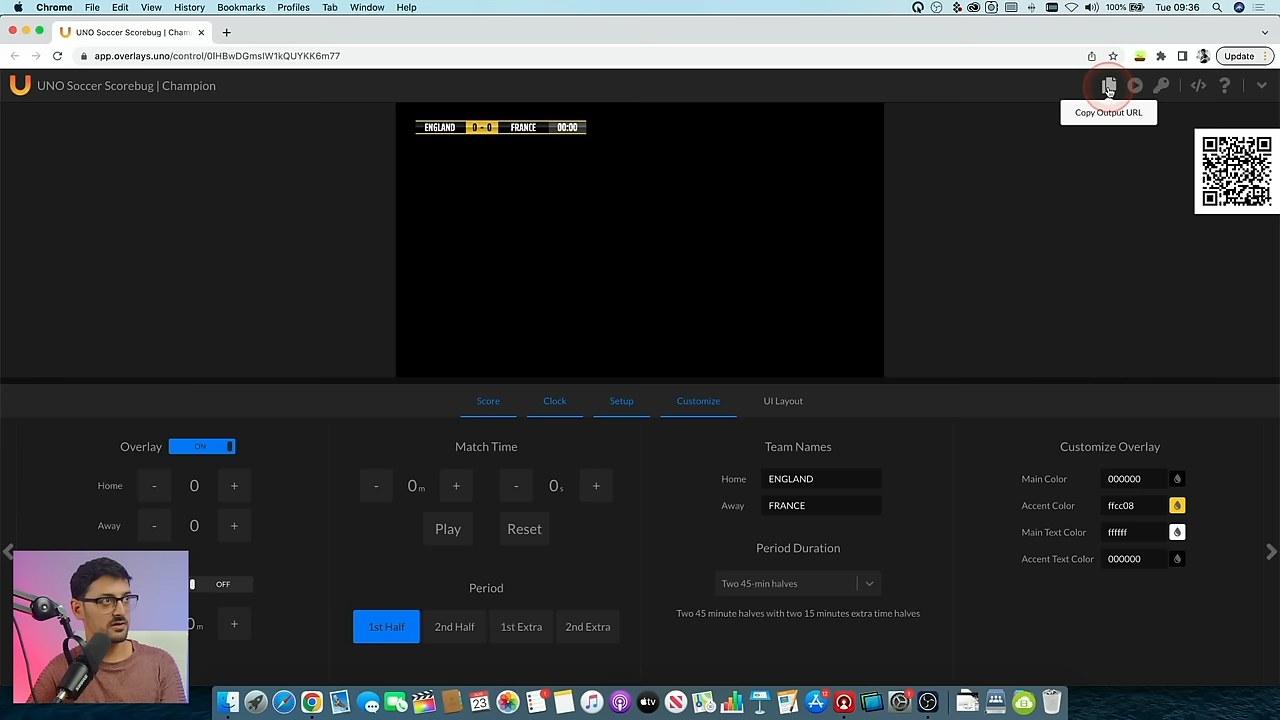 Chrome File Edit View History Bookmarks Profiles Tab Window Help 100% Tue 09:36
UNO Soccer Scorebug | Cham
app.overlays.uno/control/0IHBwDGmsIW1kQUYKK6m77 Update
UNO Soccer Scorebug | Champion
Copy Output URL
ENGLAND 0 - 0 FRANCE 00:00
Score Clock Setup Customize UI Layout
Overlay ON Match Time Team Names Customize Overlay
Home - 0 + - 0m + - 0s + Home ENGLAND Main Color 000000
Away FRANCE Accent Color ffcc08
Away - 0 + Play Reset Main Text Color ffffff
Period Duration Accent Text Color 000000
OFF Period Two 45-min halves
Two 45 minute halves with two 15 minutes extra time halves
m + 1st Half 2nd Half 1st Extra 2nd Extra